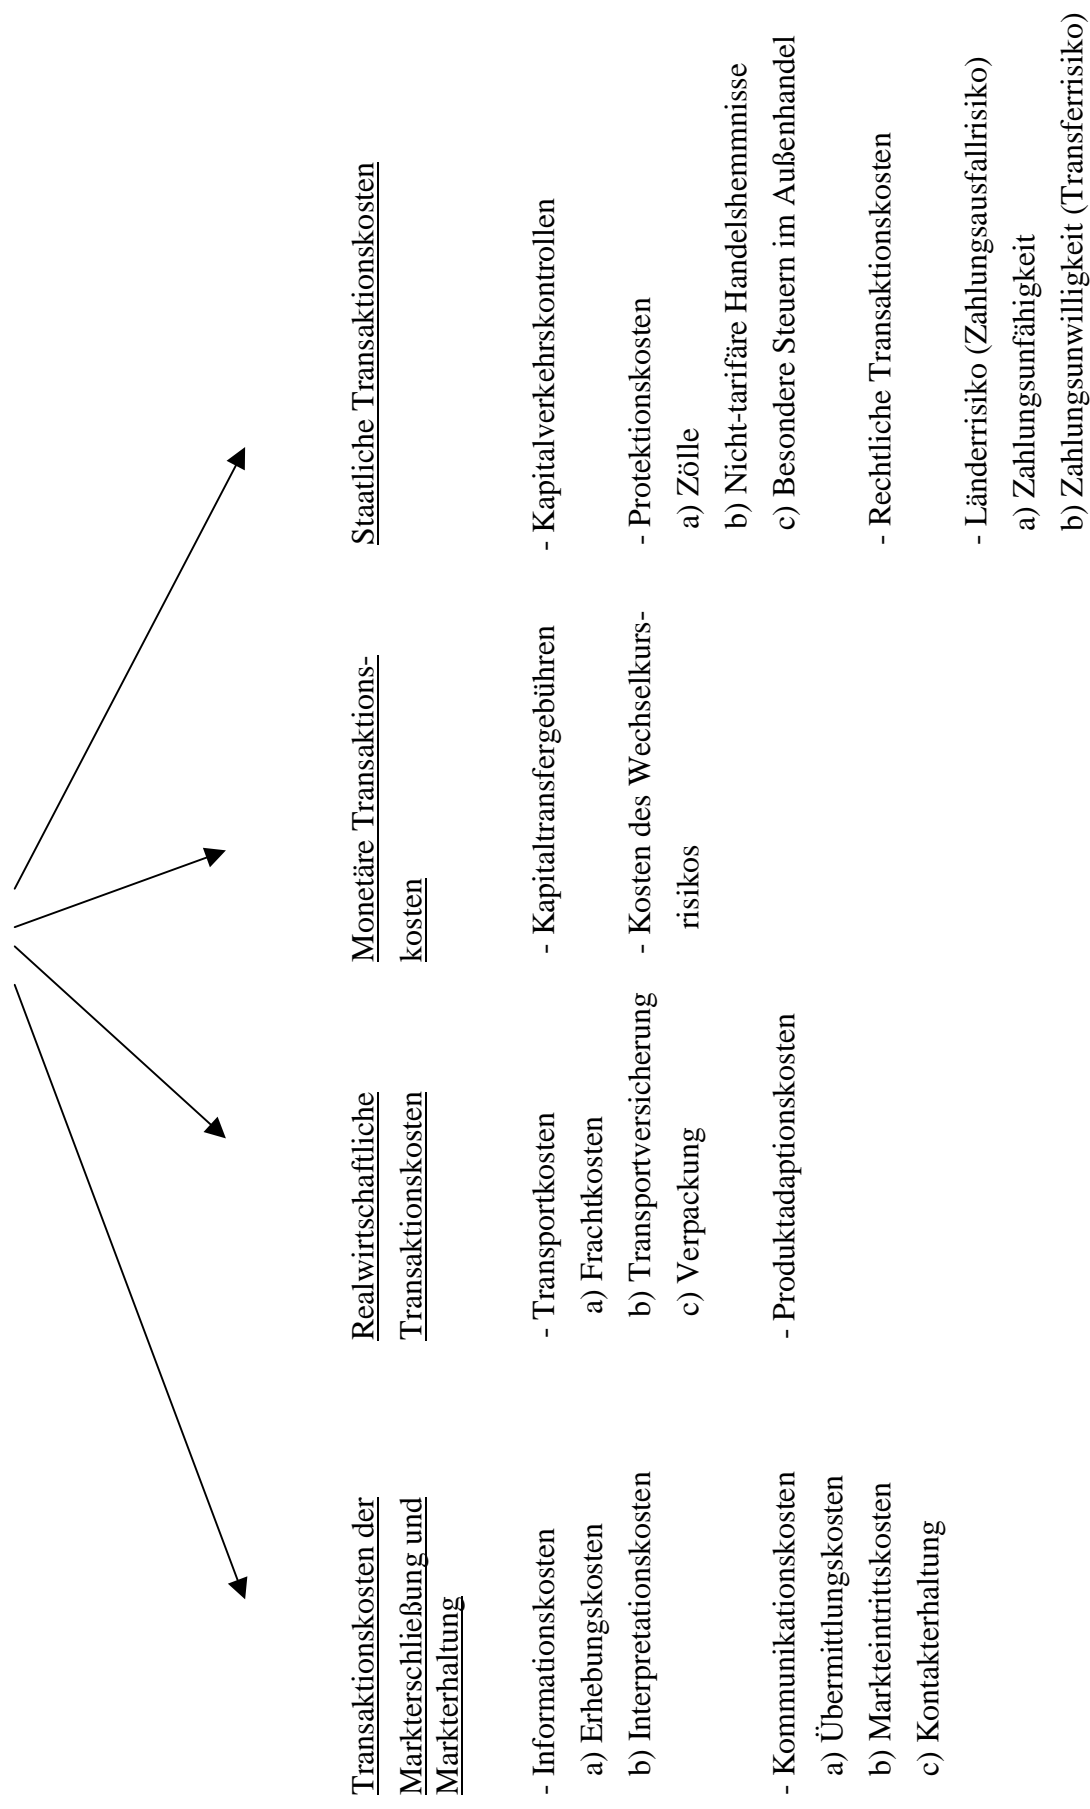 Transaktionskosten der
Markterschließung und
Markterhaltung
- Informationskosten
a) Erhebungskosten
b) Interpretationskosten
- Kommunikationskosten
a) Übermittlungskosten
b) Markteintrittskosten
c) Kontakterhaltung
Realwirtschaftliche
Transaktionskosten
- Transportkosten
a) Frachtkosten
b) Transportversicherung
c) Verpackung
- Produktadaptionskosten
Monetäre Transaktions-
kosten
- Kapitaltransfergebühren
- Kosten des Wechselkurs-
risikos
Staatliche Transaktionskosten
- Kapitalverkehrskontrollen
- Protektionskosten
a) Zölle
b) Nicht-tarifäre Handelshemmnisse
c) Besondere Steuern im Außenhandel
- Rechtliche Transaktionskosten
- Länderrisiko (Zahlungsausfallrisiko)
a) Zahlungsunfähigkeit
b) Zahlungsunwilligkeit (Transferrisiko)